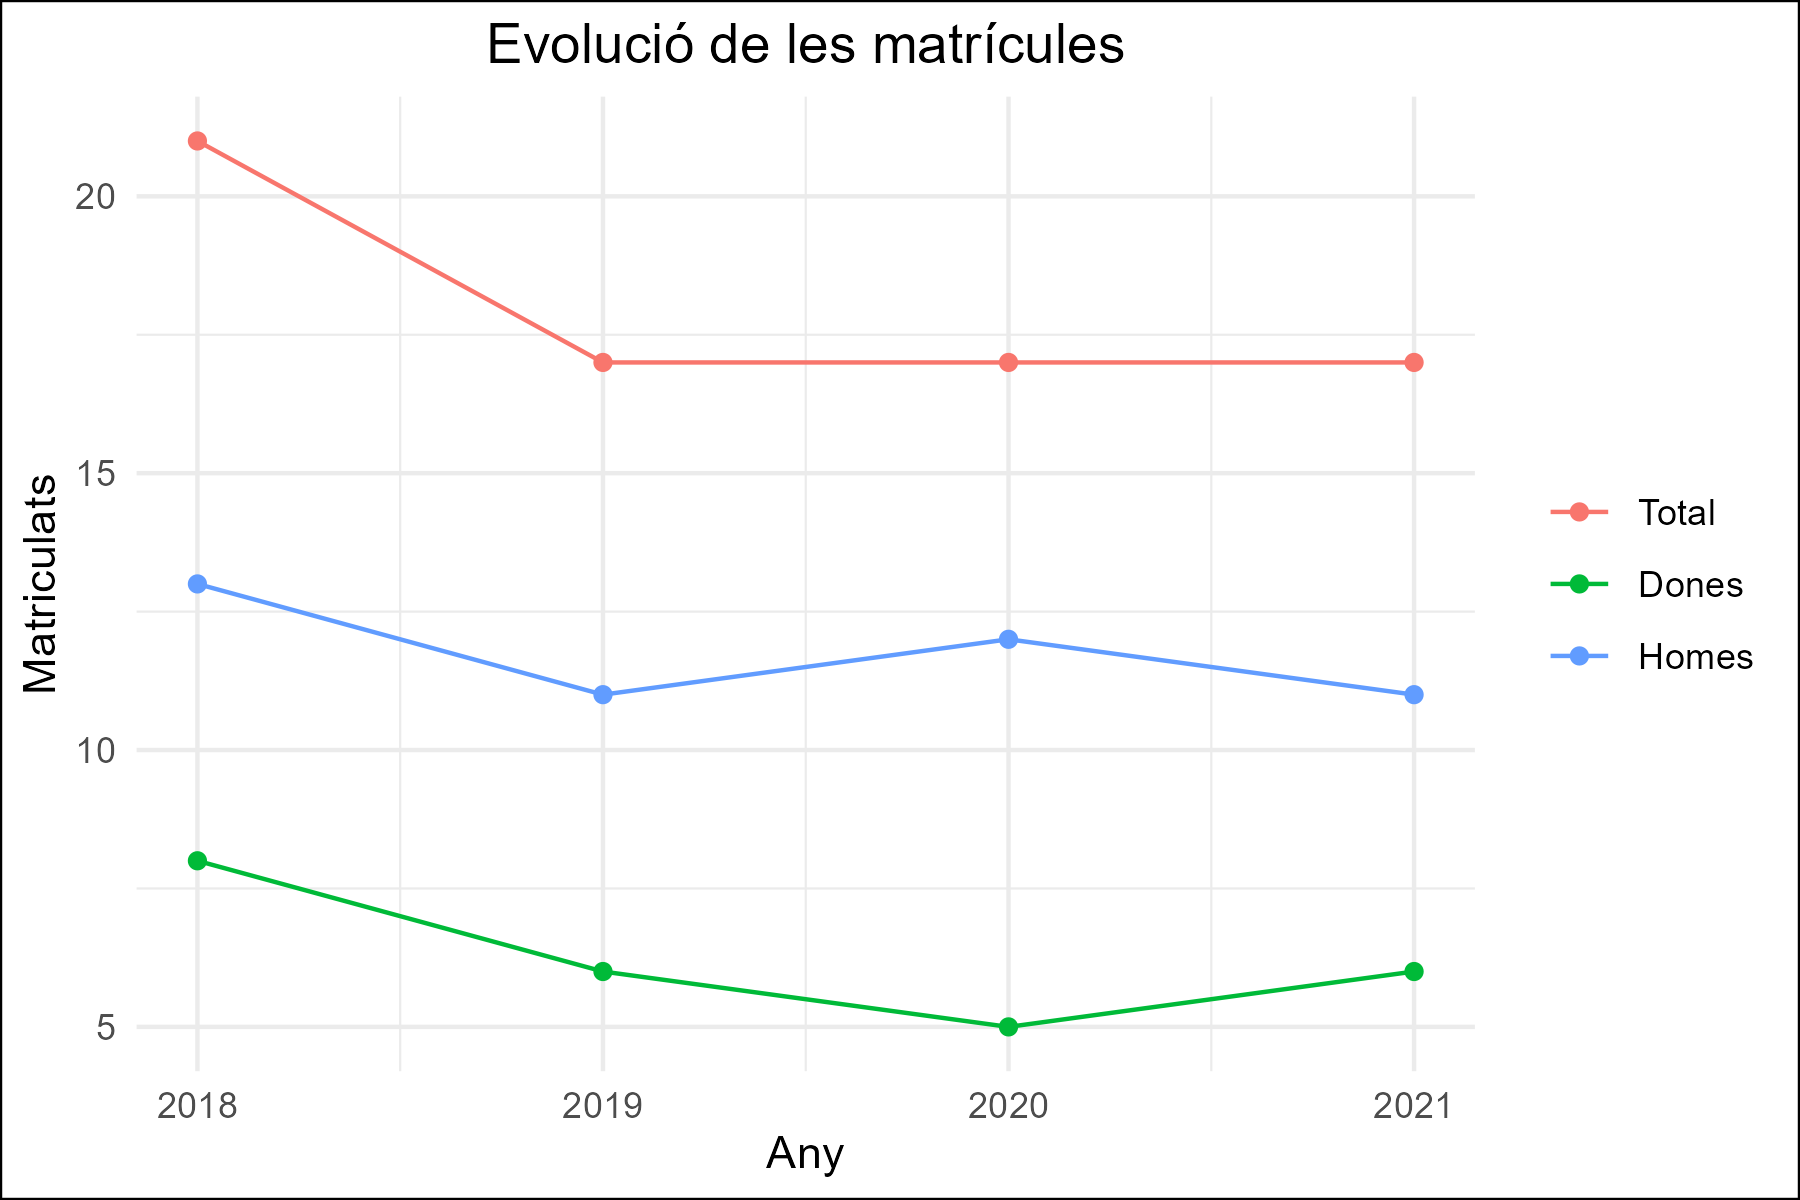 Evolució de les matrícules
Matriculats
20
15
10
5
2018
2019
2020
2021
Any
Total
Dones
Homes